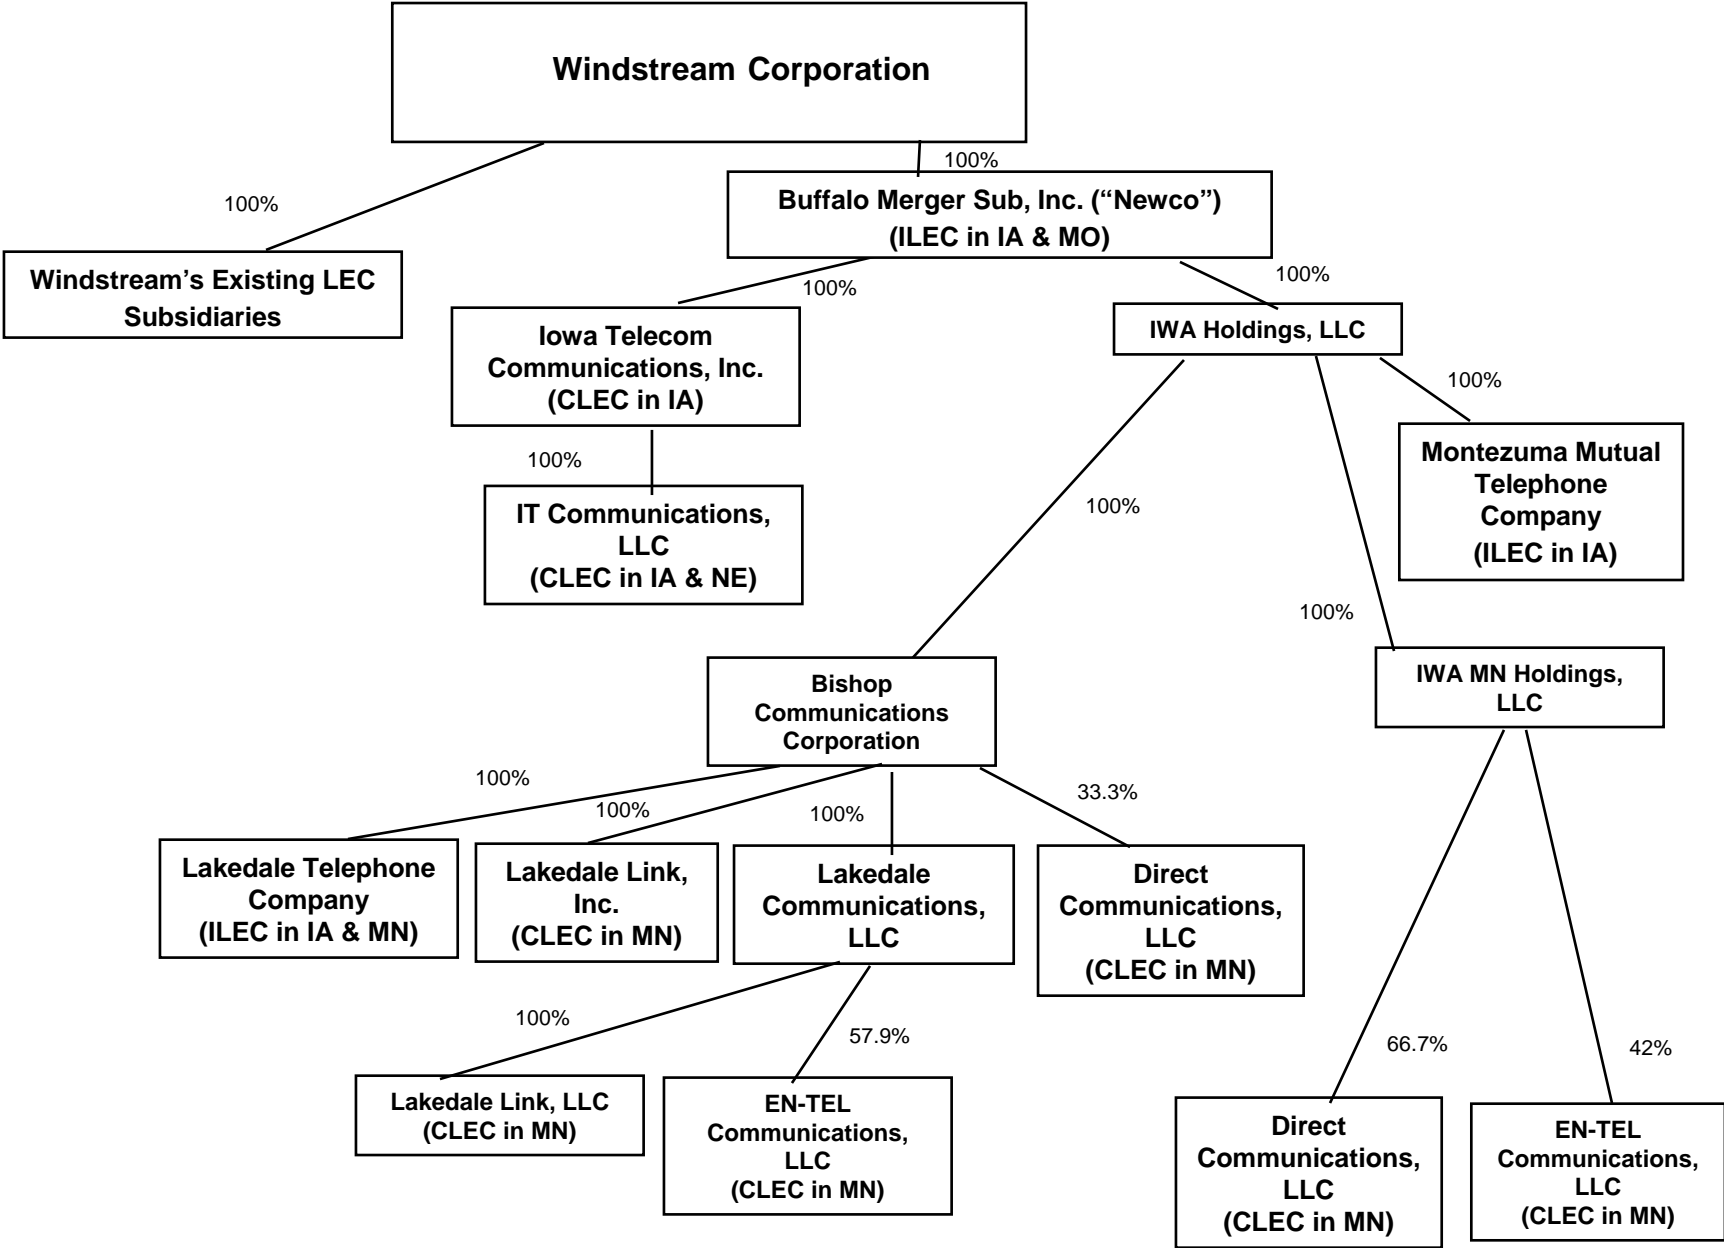 Windstream Corporation
100%
100%
Buffalo Merger Sub, Inc. (“Newco”)
(ILEC in IA & MO)
Windstream’s Existing LEC
Subsidiaries
100%
100%
Iowa Telecom
Communications, Inc.
(CLEC in IA)
IWA Holdings, LLC
100%
100%
IT Communications,
LLC
(CLEC in IA & NE)
100%
Montezuma Mutual
Telephone
Company
(ILEC in IA)
100%
Bishop
Communications
Corporation
IWA MN Holdings,
LLC
100%
100%
100%
33.3%
Lakedale Telephone
Company
(ILEC in IA & MN)
Lakedale Link,
Inc.
(CLEC in MN)
Lakedale
Communications,
LLC
Direct
Communications,
LLC
(CLEC in MN)
100%
57.9%
66.7%
42%
Lakedale Link, LLC
(CLEC in MN)
EN-TEL
Communications,
LLC
(CLEC in MN)
Direct
Communications,
LLC
(CLEC in MN)
EN-TEL
Communications,
LLC
(CLEC in MN)